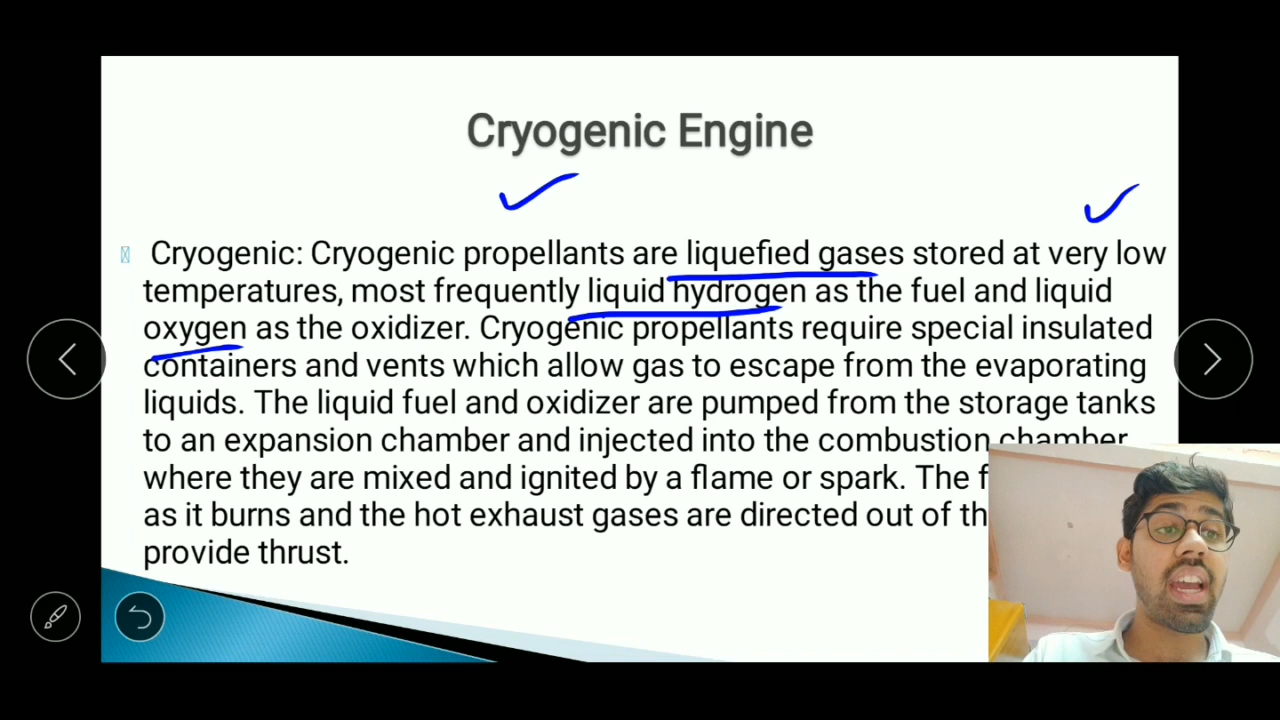 Cryogenic Engine
Cryogenic: Cryogenic propellants are liquefied gases stored at very low
temperatures, most frequently liquid hydrogen as the fuel and liquid
oxygen as the oxidizer. Cryogenic propellants require special insulated
containers and vents which allow gas to escape from the evaporating
liquids. The liquid fuel and oxidizer are pumped from the storage tanks
to an expansion chamber and injected into the combustion chamber
where they are mixed and ignited by a flame or spark. The
as it burns and the hot exhaust gases are directed out of
provide thrust.